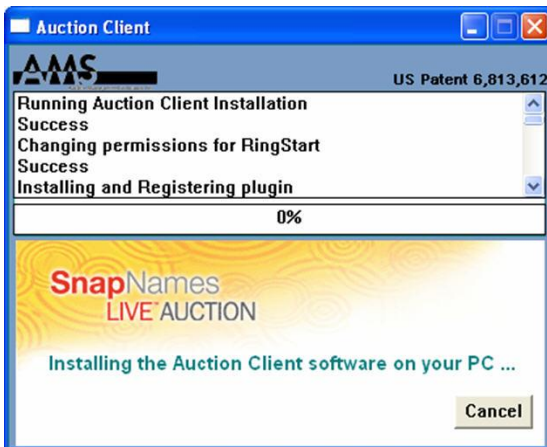 Auction Client
AMS
US Patent 6,813,612
Running Auction Client Installation
Success
Changing permissions for RingStart
Success
Installing and Registering plugin
0%
SnapNames
LIVE™ AUCTION
Installing the Auction Client software on your PC ...
Cancel